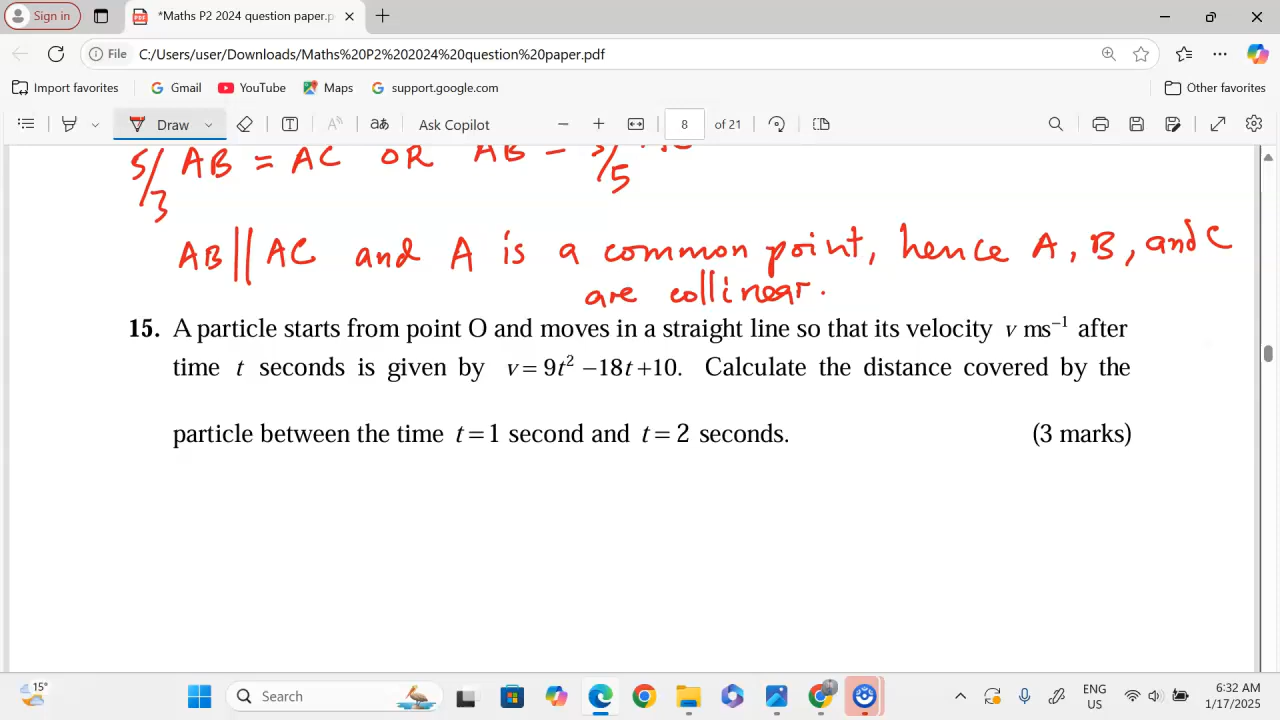 Sign in
*Maths P2 2024 question paper.p
File C:/Users/user/Downloads/Maths%20P2%202024%20question%20paper.pdf
Import favorites Gmail YouTube Maps support.google.com Other favorites
Draw Ask Copilot 8 of 21
5/3 AB = AC OR AB = 3/5
AB || AC and A is a common point, hence A, B, and C
are collinear.
15. A particle starts from point O and moves in a straight line so that its velocity v ms⁻¹ after
time t seconds is given by v = 9t² −18t +10. Calculate the distance covered by the
particle between the time t = 1 second and t = 2 seconds. (3 marks)
15°
Search
ENG
US
6:32 AM
1/17/2025